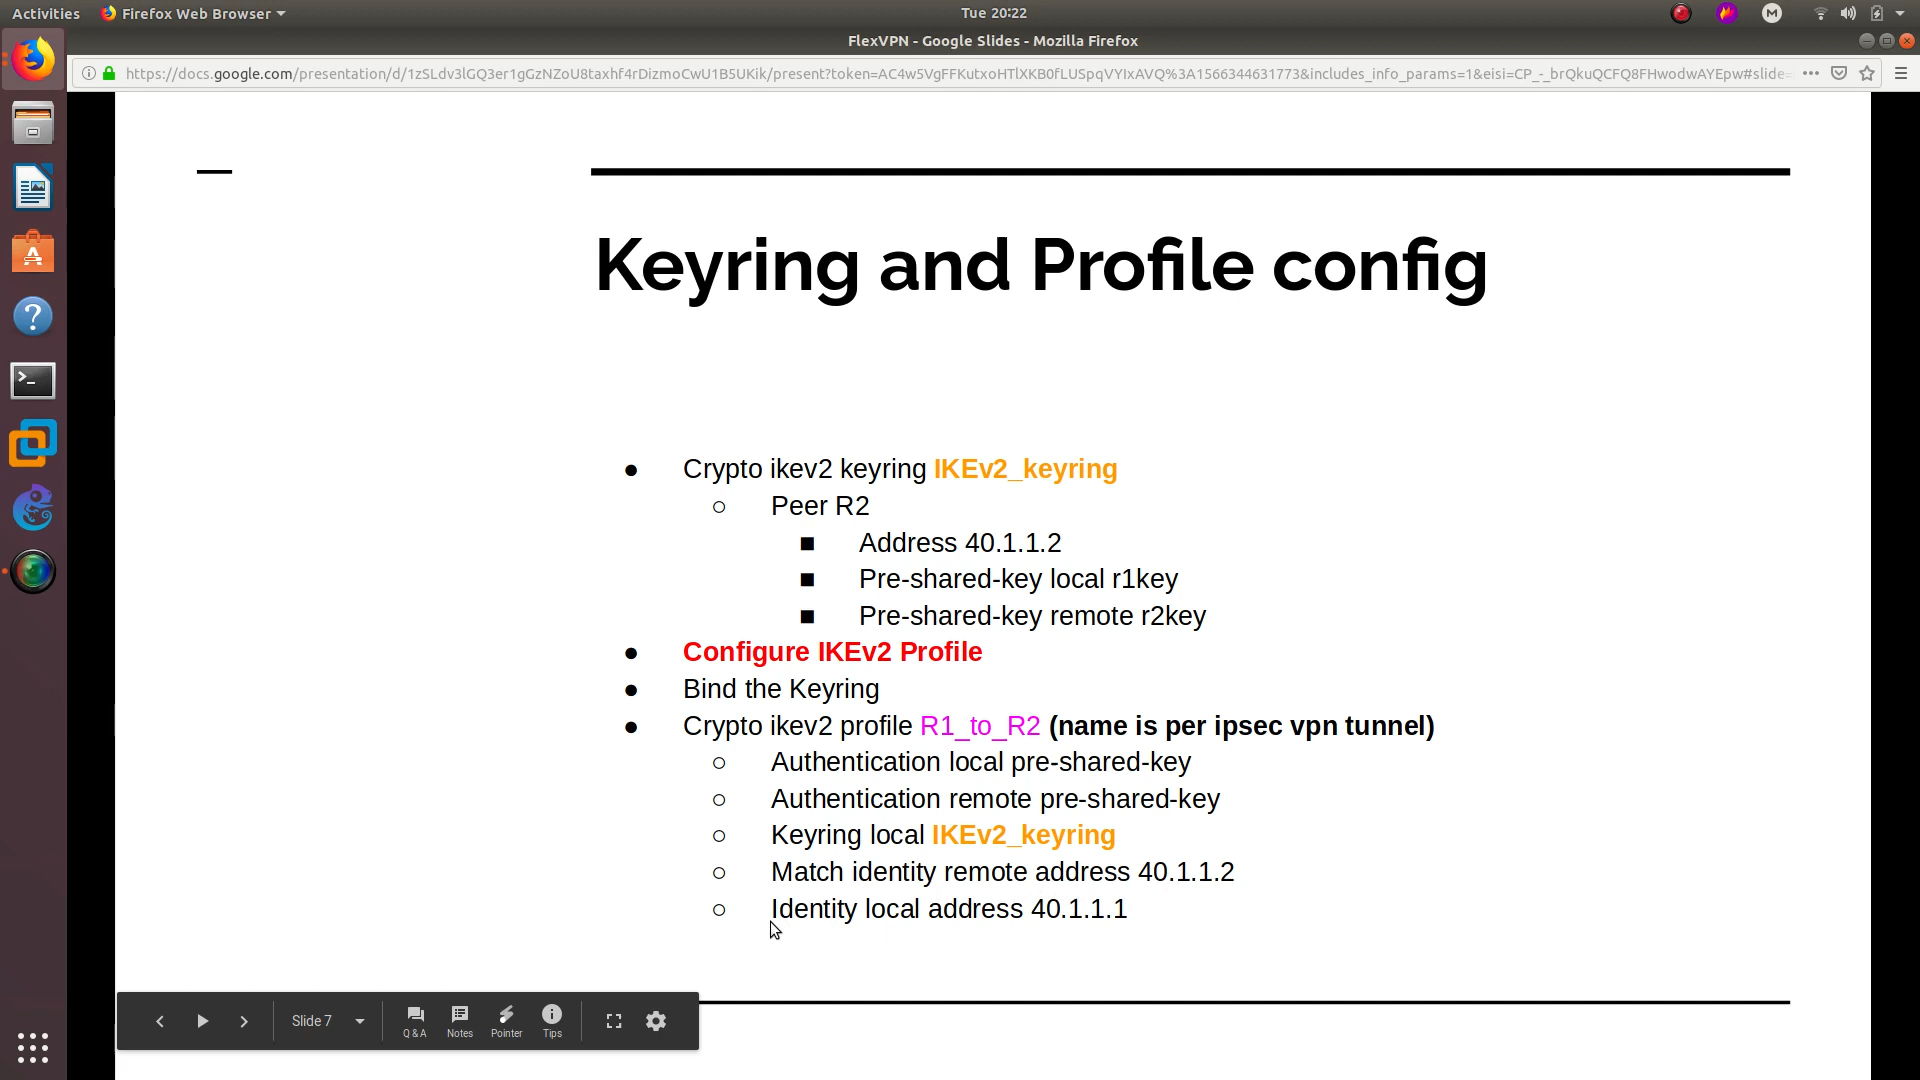 Activities Firefox Web Browser Tue 20:22 M
FlexVPN - Google Slides - Mozilla Firefox
https://docs.google.com/presentation/d/1zSLdv3lGQ3er1gGzNZoU8taxhf4rDizmoCwU1B5UKik/present?token=AC4w5VgFFKutxoHTlXKB0fLUSpqVYIxAVQ%3A1566344631773&includes_info_params=1&eisi=CP_-_brQkuQCFQ8FHwodwAYEpw#slide=
Keyring and Profile config
● Crypto ikev2 keyring IKEv2_keyring
○ Peer R2
■ Address 40.1.1.2
■ Pre-shared-key local r1key
■ Pre-shared-key remote r2key
● Configure IKEv2 Profile
● Bind the Keyring
● Crypto ikev2 profile R1_to_R2 (name is per ipsec vpn tunnel)
○ Authentication local pre-shared-key
○ Authentication remote pre-shared-key
○ Keyring local IKEv2_keyring
○ Match identity remote address 40.1.1.2
○ Identity local address 40.1.1.1
Slide 7 Q & A Notes Pointer Tips